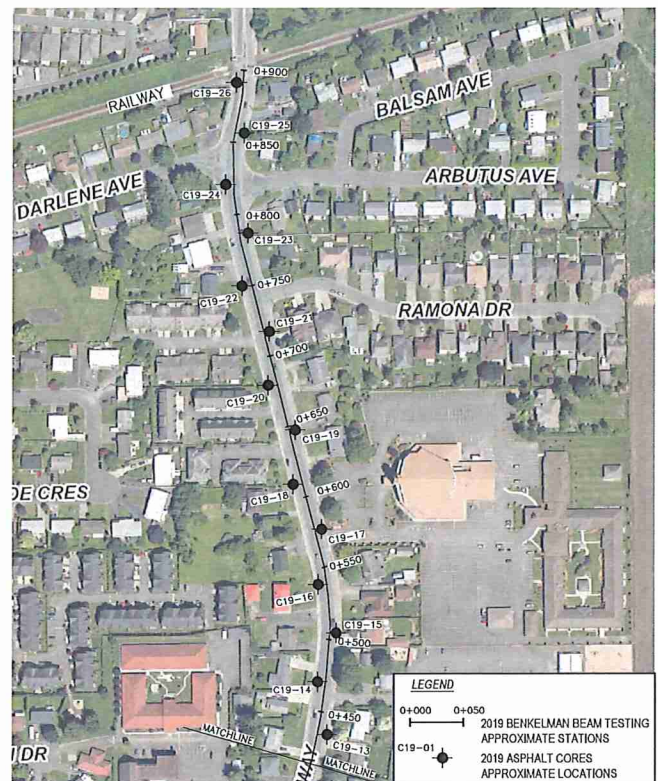 0+900
C19-26
RAILWAY
BALSAM AVE
C19-25
0+850
ARBUTUS AVE
DARLENE AVE
C19-24
0+800
C19-23
0+750
C19-22
RAMONA DR
C19-21
0+700
C19-20
0+650
C19-19
DE CRES
C19-18
0+600
C19-17
0+550
C19-16
C19-15
0+500
C19-14
0+450
C19-13
MATCHLINE
MATCHLINE
DR
WAY
LEGEND
0+000 0+050
2019 BENKELMAN BEAM TESTING
APPROXIMATE STATIONS
C19-01
2019 ASPHALT CORES
APPROXIMATE LOCATIONS